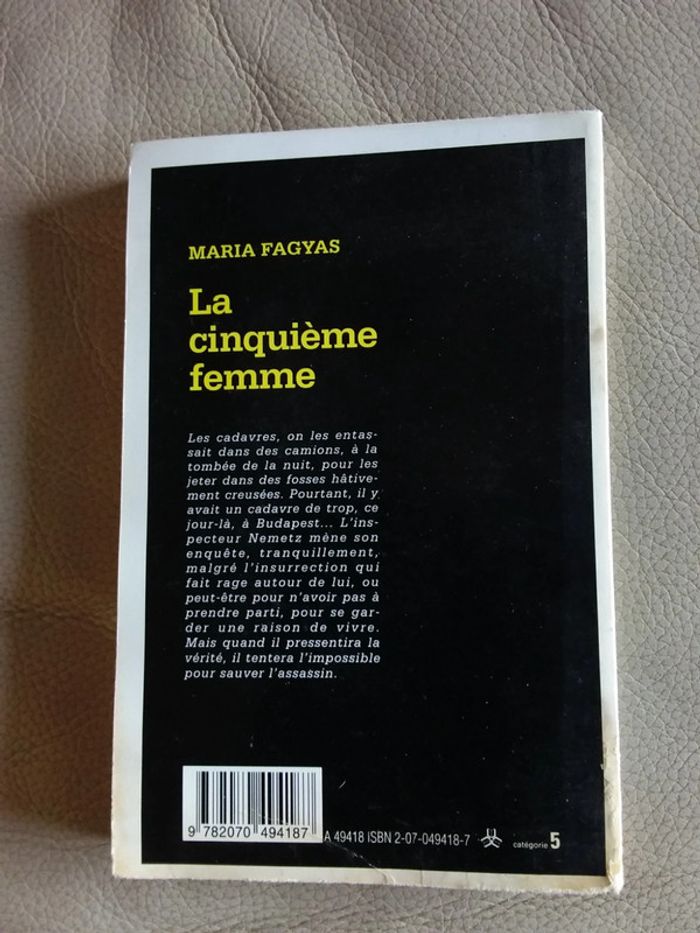 MARIA FAGYAS
La
cinquième
femme
Les cadavres, on les entas-
sait dans des camions, à la
tombée de la nuit, pour les
jeter dans des fosses hâtive-
ment creusées. Pourtant, il y
avait un cadavre de trop, ce
jour-là, à Budapest... L'ins-
pecteur Nemetz mène son
enquête, tranquillement,
malgré l'insurrection qui
fait rage autour de lui, ou
peut-être pour n'avoir pas à
prendre parti, pour se gar-
der une raison de vivre.
Mais quand il pressentira la
vérité, il tentera l'impossible
pour sauver l'assassin.
9 782070 494187
A 49418 ISBN 2-07-049418-7
catégorie 5